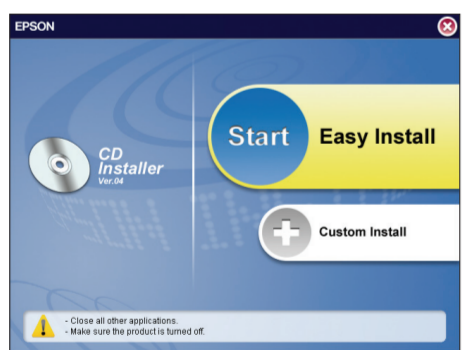 EPSON
CD
Installer
Ver.04
Start
Easy Install
Custom Install
- Close all other applications.
- Make sure the product is turned off.